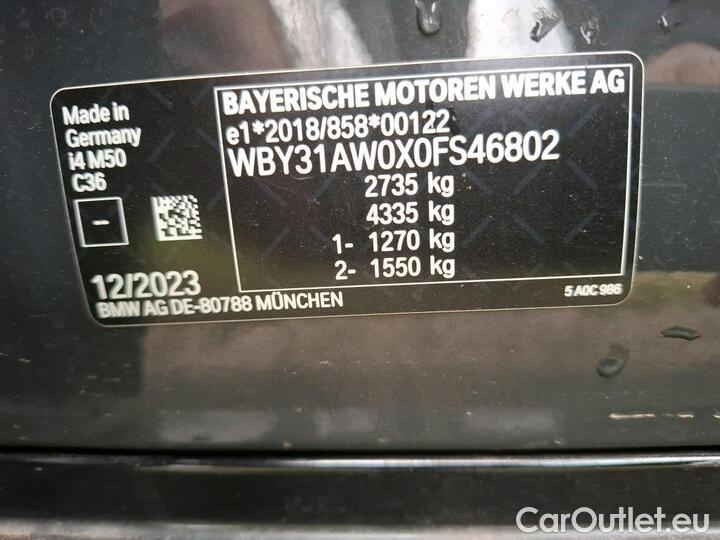 Made in
Germany
i4 M50
C36
--
12/2023
BAYERISCHE MOTOREN WERKE AG
e1*2018/858*00122
WBY31AW0X0FS46802
2735 kg
4335 kg
1- 1270 kg
2- 1550 kg
BMW AG DE-80788 MÜNCHEN
5 A0C 986
CarOutlet.eu